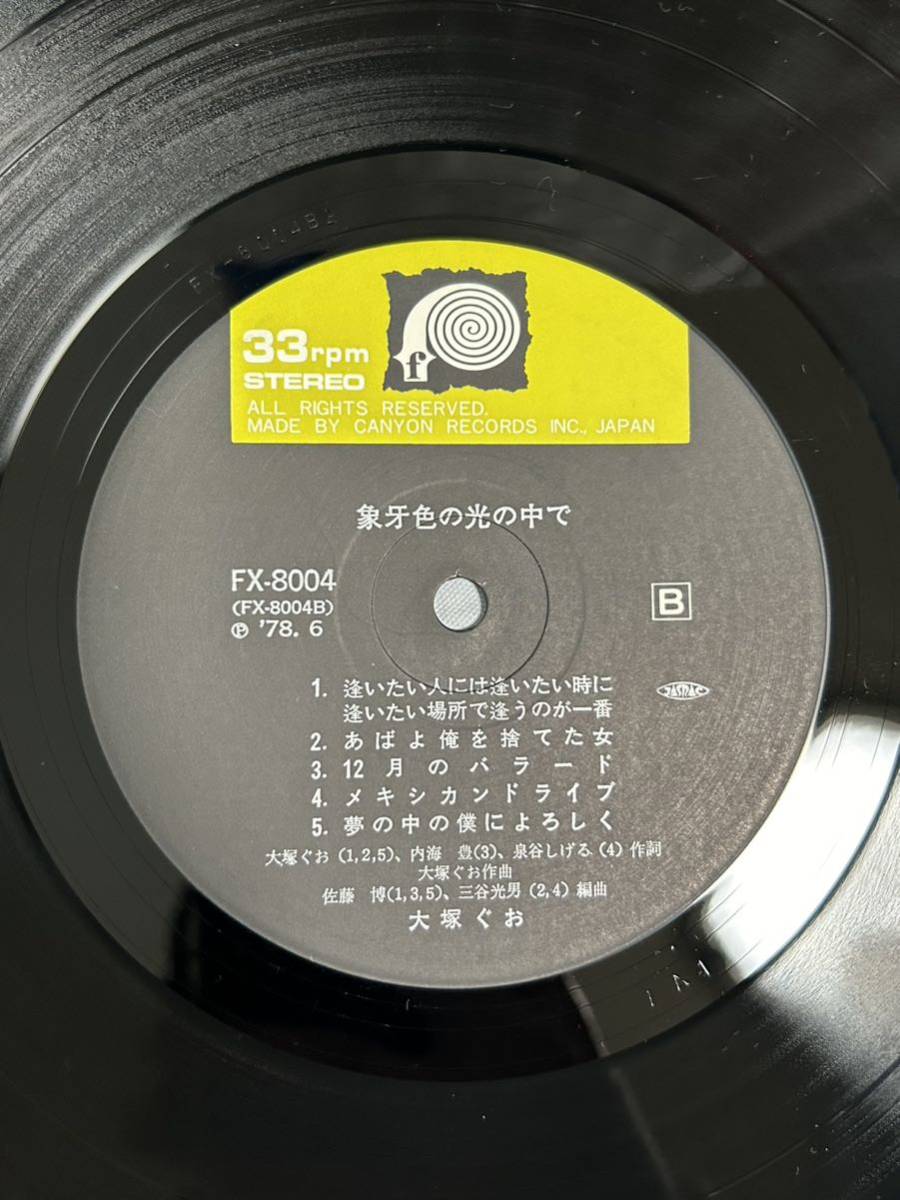 FX-8004BA
f
33rpm
STEREO
ALL RIGHTS RESERVED.
MADE BY CANYON RECORDS INC., JAPAN
象牙色の光の中で
FX-8004
(FX-8004B)
℗ '78. 6
B
JASRAC
1. 逢いたい人には逢いたい時に
逢いたい場所で逢うのが一番
2. あばよ俺を捨てた女
3. 12月のバラード
4. メキシカンドライブ
5. 夢の中の僕によろしく
大塚ぐお (1,2,5)、内海 豊(3)、泉谷しげる (4) 作詞
大塚ぐお作曲
佐藤 博(1,3,5)、三谷光男 (2,4) 編曲
大塚ぐお